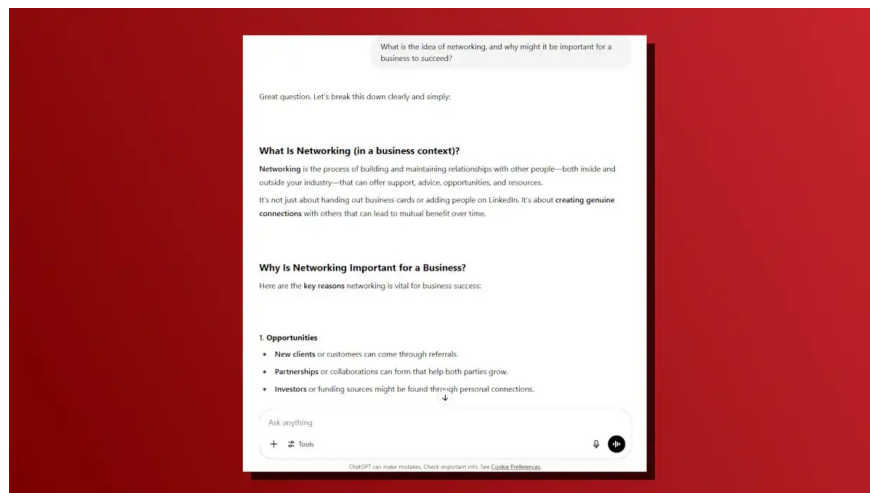 What is the idea of networking, and why might it be important for a
business to succeed?
Great question. Let's break this down clearly and simply:
What Is Networking (in a business context)?
Networking is the process of building and maintaining relationships with other people—both inside and
outside your industry—that can offer support, advice, opportunities, and resources.
It's not just about handing out business cards or adding people on LinkedIn. It's about creating genuine
connections with others that can lead to mutual benefit over time.
Why Is Networking Important for a Business?
Here are the key reasons networking is vital for business success:
1. Opportunities
• New clients or customers can come through referrals.
• Partnerships or collaborations can form that help both parties grow.
• Investors or funding sources might be found through personal connections.
Ask anything
Tools
ChatGPT can make mistakes. Check important info. See Cookie Preferences.